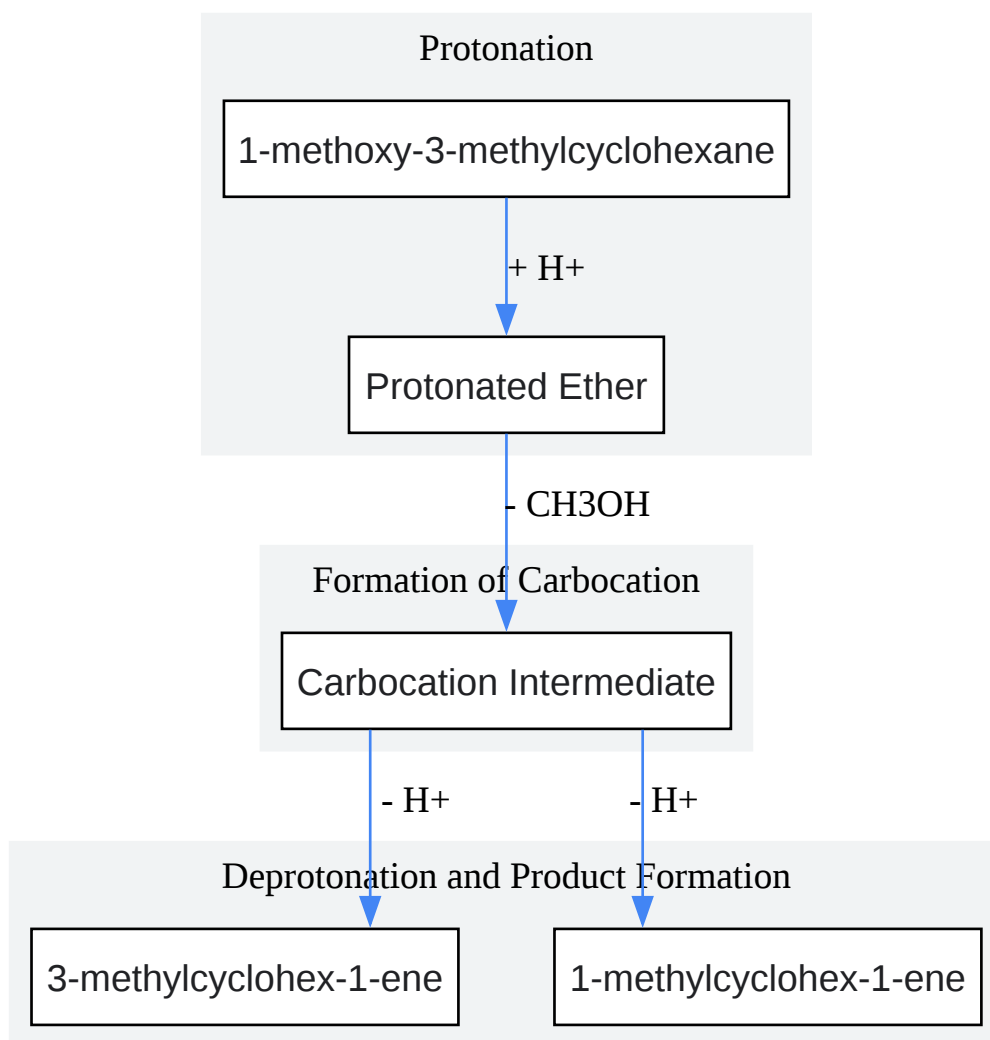 Protonation
1-methoxy-3-methylcyclohexane
+ H+
Protonated Ether
- CH3OH
Formation of Carbocation
Carbocation Intermediate
- H+
- H+
Deprotonation and Product Formation
3-methylcyclohex-1-ene
1-methylcyclohex-1-ene